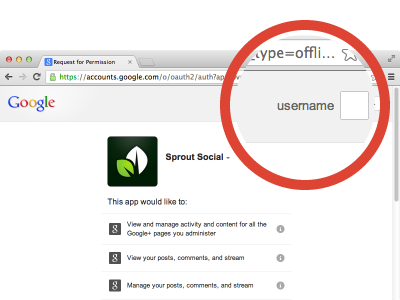 Request for Permission
https://accounts.google.com/o/oauth2/auth?ap
_type=offli...
Google
username
Sprout Social
This app would like to:
View and manage activity and content for all the
Google+ pages you administer
View your posts, comments, and stream
Manage your posts, comments, and stream